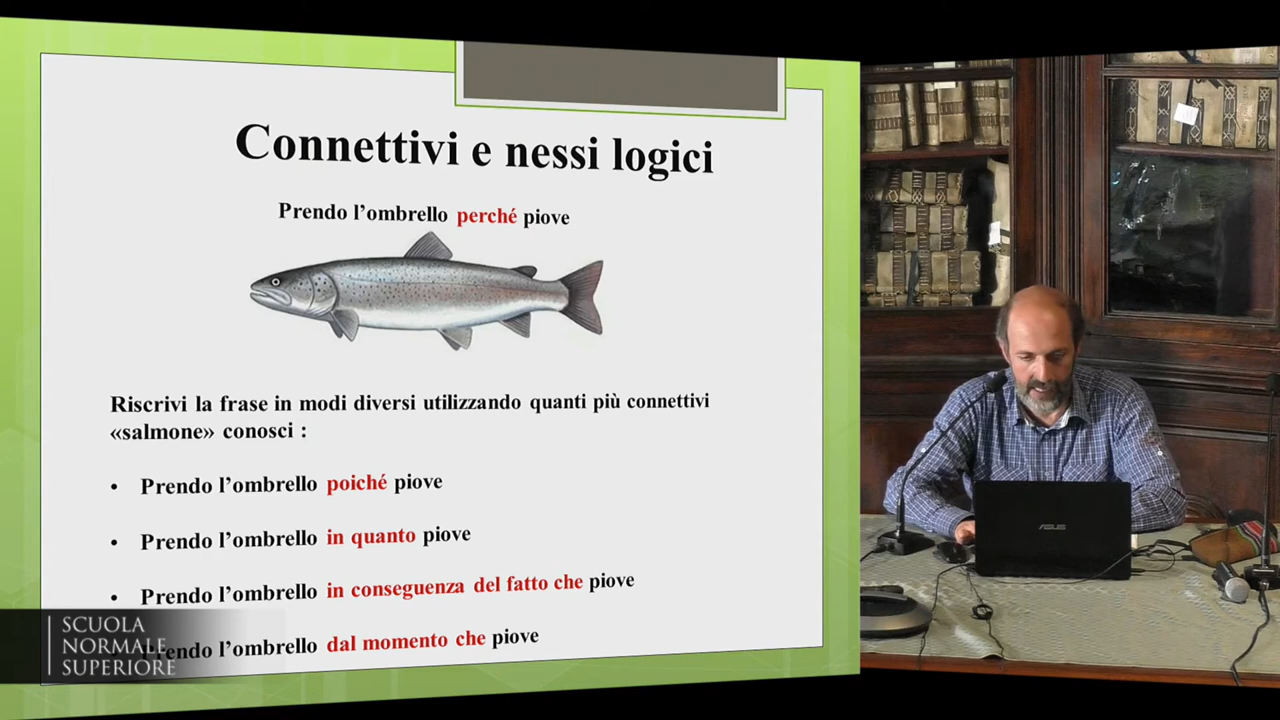 Connettivi e nessi logici
Prendo l’ombrello perché piove
Riscrivi la frase in modi diversi utilizzando quanti più connettivi
«salmone» conosci :
• Prendo l’ombrello poiché piove
• Prendo l’ombrello in quanto piove
• Prendo l’ombrello in conseguenza del fatto che piove
Prendo l’ombrello dal momento che piove
SCUOLA
NORMALE
SUPERIORE
ASUS